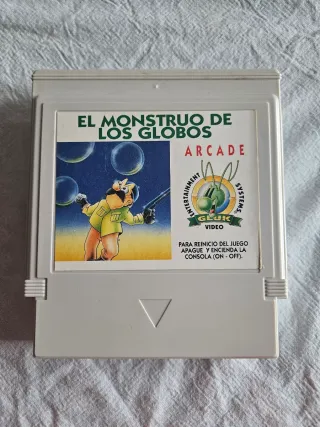 EL MONSTRUO DE
LOS GLOBOS
ARCADE
ENTERTAINMENT SYSTEMS
GLUK
VIDEO
PARA REINICIO DEL JUEGO
APAGUE Y ENCIENDA LA
CONSOLA (ON - OFF).